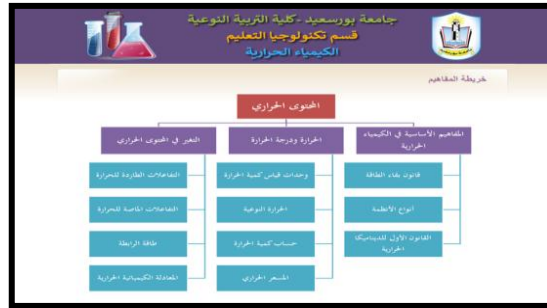 جامعة بورسعيد -كلية التربية النوعية
قسم تكنولوجيا التعليم
الكيمياء الحرارية
خريطة المفاهيم
المحتوى الحراري
المفاهيم الأساسية في الكيمياء الحرارية
قانون بقاء الطاقة
أنواع الأنظمة
القانون الأول للديناميكا الحرارية
الحرارة ودرجة الحرارة
وحدات قياس كمية الحرارة
الحرارة النوعية
حساب كمية الحرارة
المسعر الحراري
التغير في المحتوى الحراري
التفاعلات الطاردة للحرارة
التفاعلات الماصة للحرارة
طاقة الرابطة
المعادلة الكيميائية الحرارية